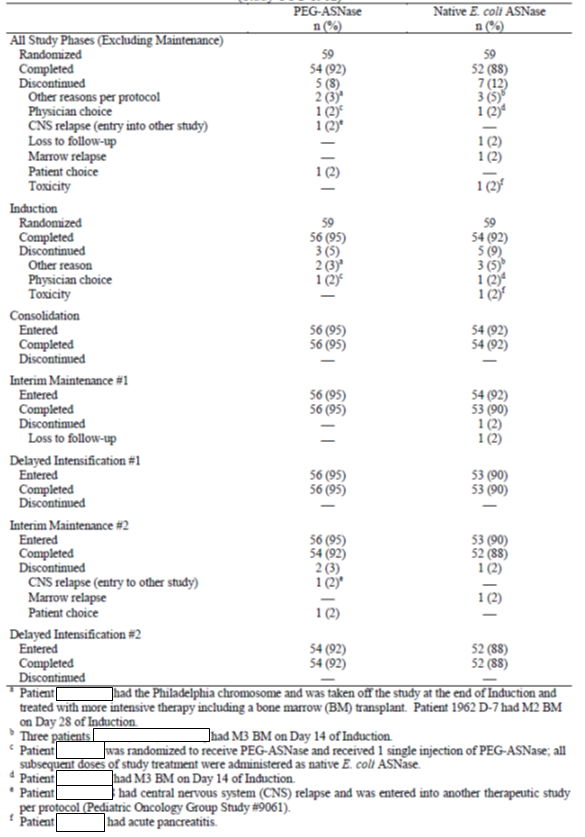 PEG-ASNase Native E. coli ASNase
n (%) n (%)
All Study Phases (Excluding Maintenance)
Randomized 59 59
Completed 54 (92) 52 (88)
Discontinued 5 (8) 7 (12)
Other reasons per protocol 2 (3)a 3 (5)b
Physician choice 1 (2)c 1 (2)d
CNS relapse (entry into other study) 1 (2)e —
Loss to follow-up — 1 (2)
Marrow relapse — 1 (2)
Patient choice 1 (2) —
Toxicity — 1 (2)f
Induction
Randomized 59 59
Completed 56 (95) 54 (92)
Discontinued 3 (5) 5 (9)
Other reason 2 (3)a 3 (5)b
Physician choice 1 (2)c 1 (2)d
Toxicity — 1 (2)f
Consolidation
Entered 56 (95) 54 (92)
Completed 56 (95) 54 (92)
Discontinued — —
Interim Maintenance #1
Entered 56 (95) 54 (92)
Completed 56 (95) 53 (90)
Discontinued — 1 (2)
Loss to follow-up — 1 (2)
Delayed Intensification #1
Entered 56 (95) 53 (90)
Completed 56 (95) 53 (90)
Discontinued — —
Interim Maintenance #2
Entered 56 (95) 53 (90)
Completed 54 (92) 52 (88)
Discontinued 2 (3) 1 (2)
CNS relapse (entry to other study) 1 (2)e —
Marrow relapse — 1 (2)
Patient choice 1 (2) —
Delayed Intensification #2
Entered 54 (92) 52 (88)
Completed 54 (92) 52 (88)
Discontinued — —
a Patient had the Philadelphia chromosome and was taken off the study at the end of Induction and
treated with more intensive therapy including a bone marrow (BM) transplant. Patient 1962 D-7 had M2 BM
on Day 28 of Induction.
b Three patients had M3 BM on Day 14 of Induction.
c Patient was randomized to receive PEG-ASNase and received 1 single injection of PEG-ASNase; all
subsequent doses of study treatment were administered as native E. coli ASNase.
d Patient had M3 BM on Day 14 of Induction.
e Patient had central nervous system (CNS) relapse and was entered into another therapeutic study
per protocol (Pediatric Oncology Group Study #9061).
f Patient had acute pancreatitis.